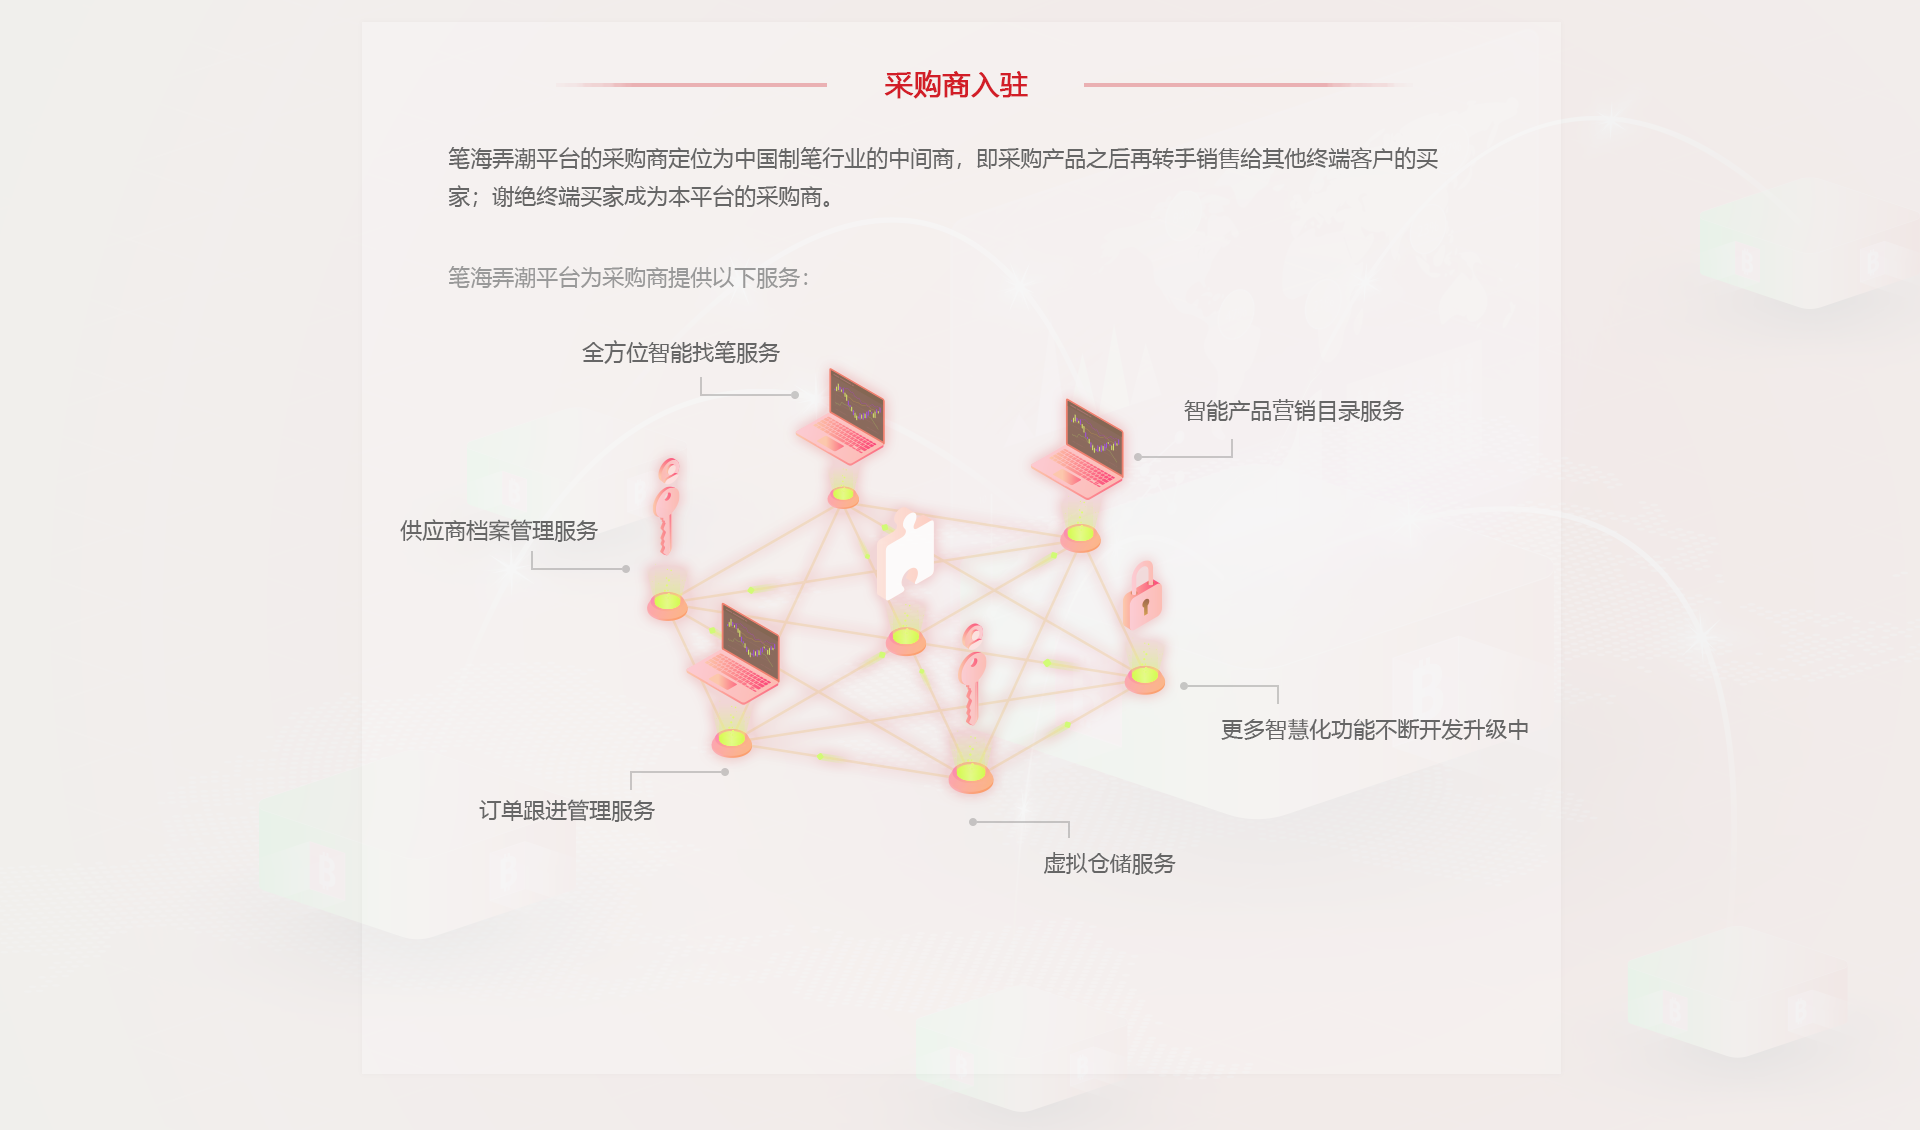 采购商入驻
笔海弄潮平台的采购商定位为中国制笔行业的中间商，即采购产品之后再转手销售给其他终端客户的买
家；谢绝终端买家成为本平台的采购商。
笔海弄潮平台为采购商提供以下服务：
全方位智能找笔服务
智能产品营销目录服务
供应商档案管理服务
更多智慧化功能不断开发升级中
订单跟进管理服务
虚拟仓储服务